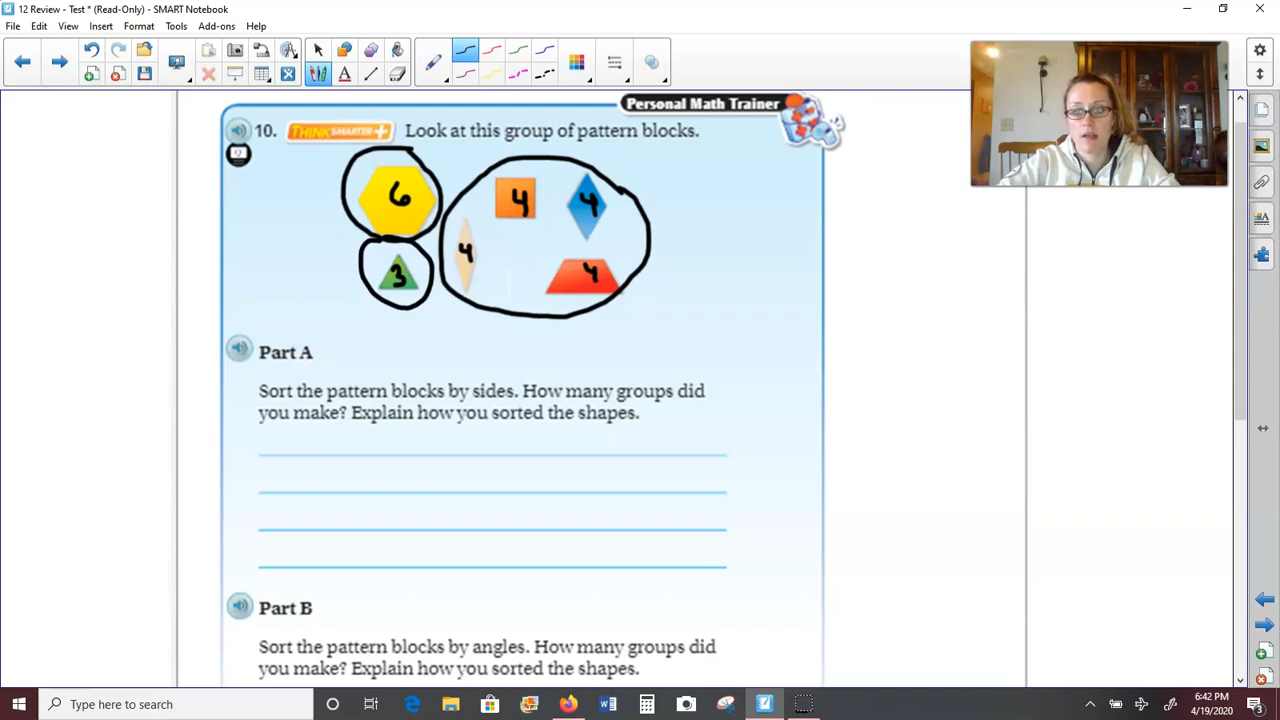 12 Review - Test * (Read-Only) - SMART Notebook
File Edit View Insert Format Tools Add-ons Help
Personal Math Trainer
10. THINK SMARTER + Look at this group of pattern blocks.
6 4 4
4
3 4
Part A
Sort the pattern blocks by sides. How many groups did
you make? Explain how you sorted the shapes.
Part B
Sort the pattern blocks by angles. How many groups did
you make? Explain how you sorted the shapes.
Type here to search
6:42 PM
4/19/2020